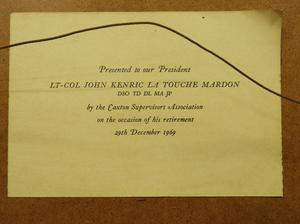 Presented to our President
LT-COL JOHN KENRIC LA TOUCHE MARDON
DSO TD DL MA JP
by the Caxton Supervisors Association
on the occasion of his retirement
29th December 1969